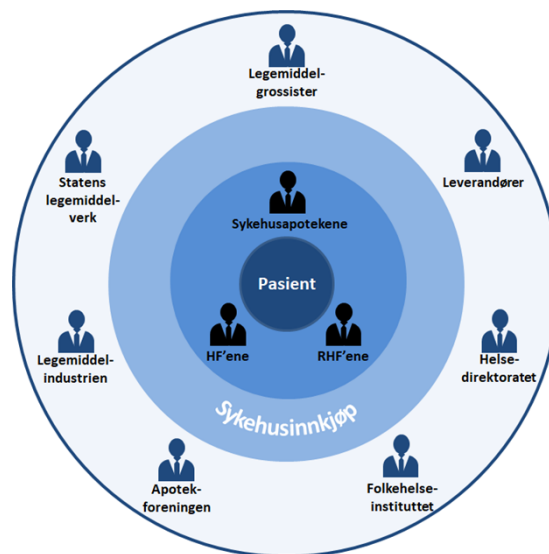 Legemiddel-
grossister
Statens
legemiddel-
verk
Leverandører
Sykehusapotekene
Pasient
HF'ene
RHF'ene
Legemiddel-
industrien
Helse-
direktoratet
Sykehusinnkjøp
Apotek-
foreningen
Folkehelse-
instituttet